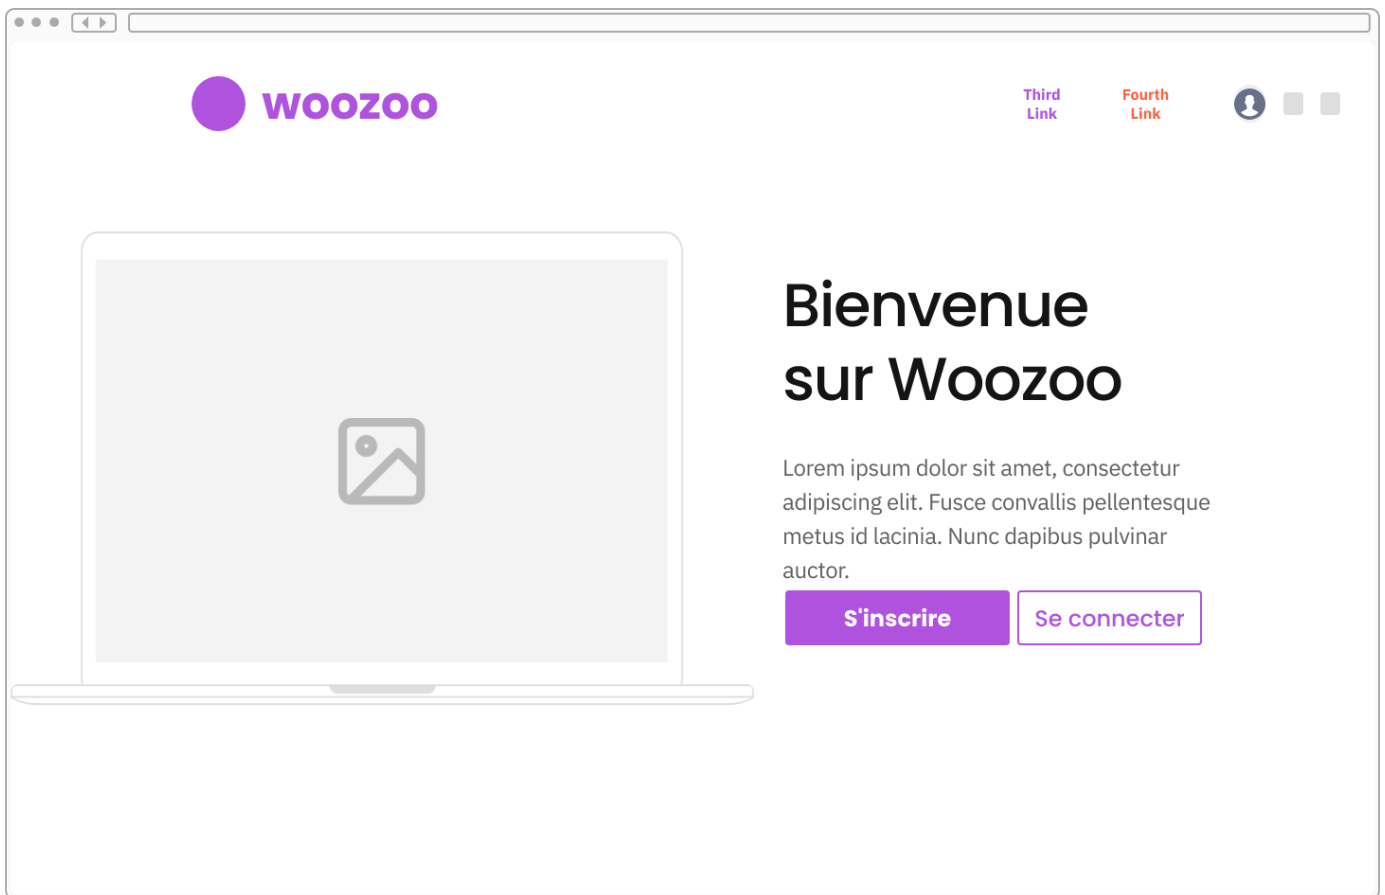 woozoo
Third
Link
Fourth
Link
Bienvenue
sur Woozoo
Lorem ipsum dolor sit amet, consectetur
adipiscing elit. Fusce convallis pellentesque
metus id lacinia. Nunc dapibus pulvinar
auctor.
S'inscrire
Se connecter